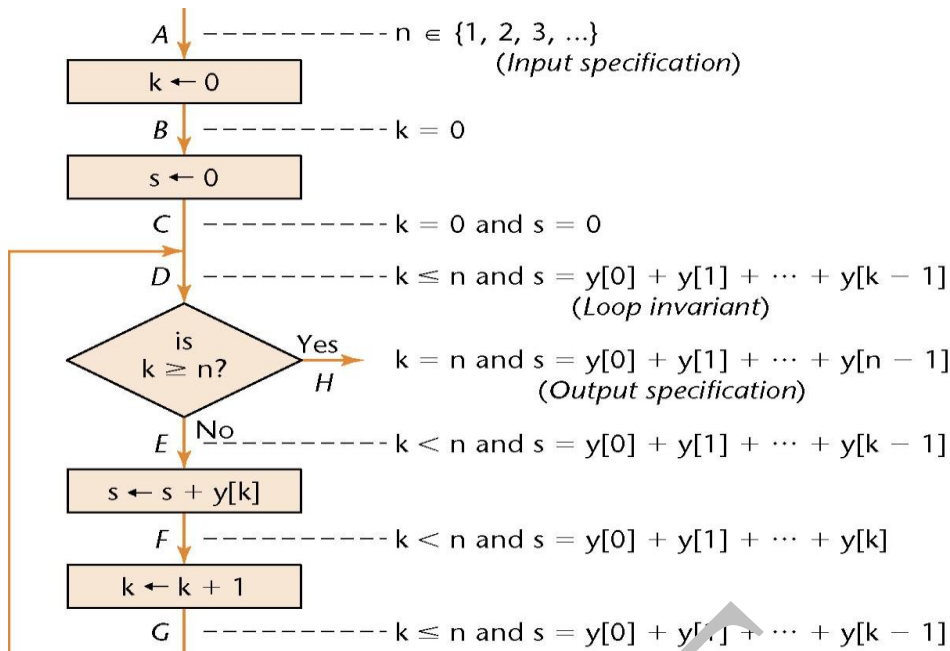 A n ∈ {1, 2, 3, ...}
(Input specification)
k ← 0
B k = 0
s ← 0
C k = 0 and s = 0
D k ≤ n and s = y[0] + y[1] + ⋯ + y[k − 1]
(Loop invariant)
is
k ≥ n?
Yes
H
k = n and s = y[0] + y[1] + ⋯ + y[n − 1]
(Output specification)
No
E k < n and s = y[0] + y[1] + ⋯ + y[k − 1]
s ← s + y[k]
F k < n and s = y[0] + y[1] + ⋯ + y[k]
k ← k + 1
G k ≤ n and s = y[0] + y[1] + ⋯ + y[k − 1]